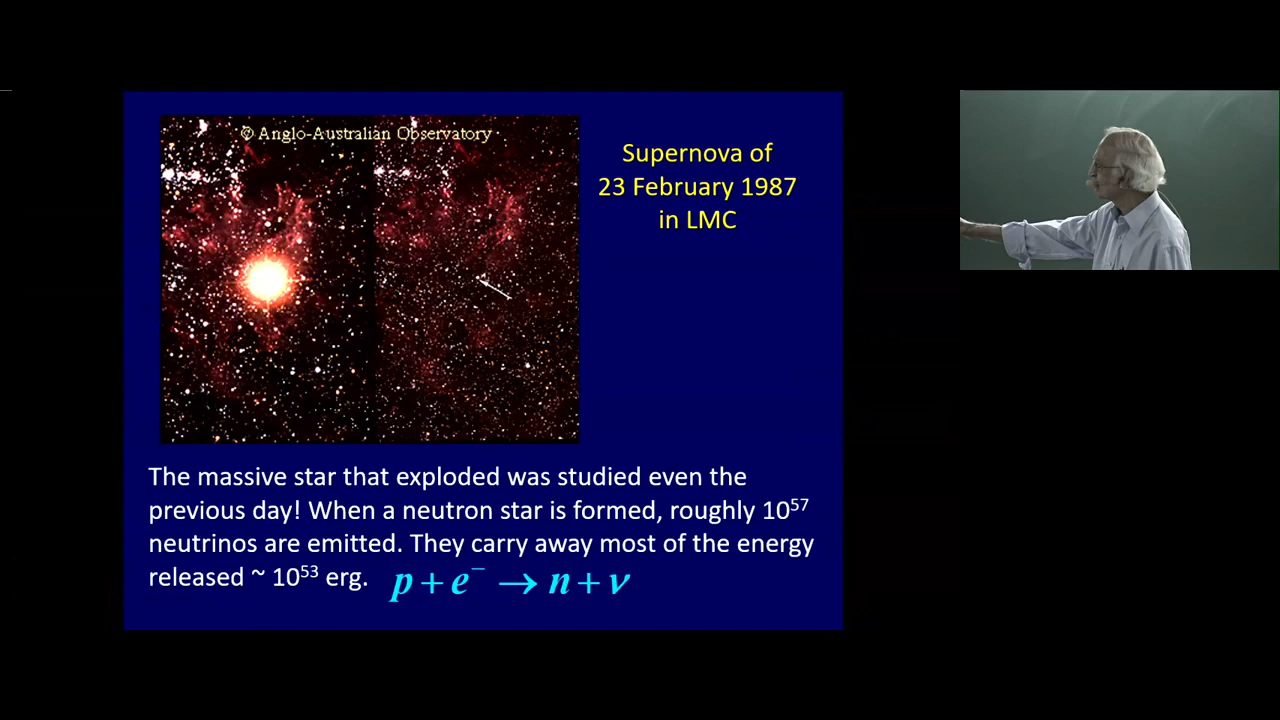 © Anglo-Australian Observatory
Supernova of
23 February 1987
in LMC
The massive star that exploded was studied even the
previous day! When a neutron star is formed, roughly 10⁵⁷
neutrinos are emitted. They carry away most of the energy
released ~ 10⁵³ erg. p + e⁻ → n + ν